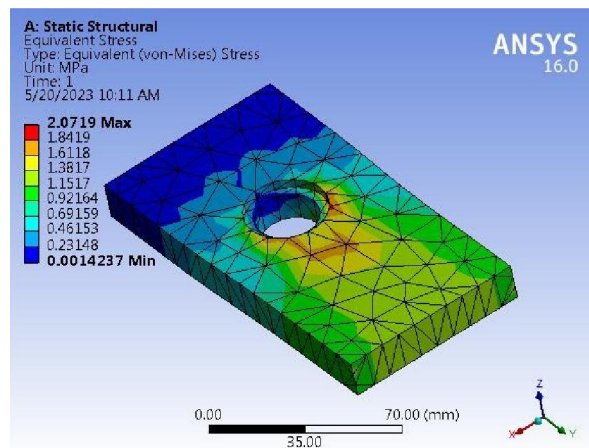 A: Static Structural
Equivalent Stress
Type: Equivalent (von-Mises) Stress
Unit: MPa
Time: 1
5/20/2023 10:11 AM
ANSYS
16.0
2.0719 Max
1.8419
1.6118
1.3817
1.1517
0.92164
0.69159
0.46153
0.23148
0.0014237 Min
0.00
70.00 (mm)
35.00
Z
X
Y